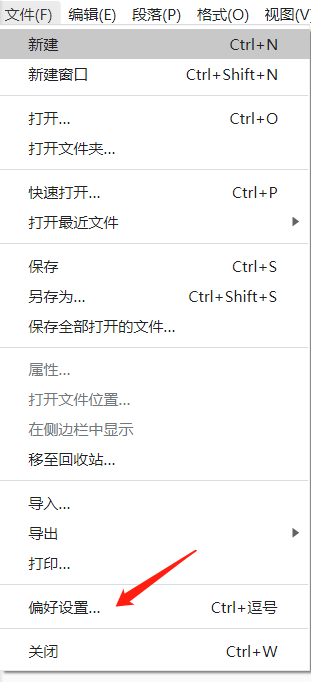 文件(F) 编辑(E) 段落(P) 格式(O) 视图(V)
新建 Ctrl+N
新建窗口 Ctrl+Shift+N
打开... Ctrl+O
打开文件夹...
快速打开... Ctrl+P
打开最近文件
保存 Ctrl+S
另存为... Ctrl+Shift+S
保存全部打开的文件...
属性...
打开文件位置...
在侧边栏中显示
移至回收站...
导入...
导出
打印...
偏好设置... Ctrl+逗号
关闭 Ctrl+W